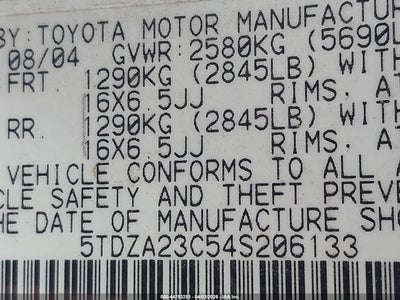 BY:TOYOTA MOTOR MANUFACTUR
08/04 GVWR:2580KG (5690L
FRT 1290KG (2845LB) WITH
16X6.5JJ RIMS, AT
RR. 1290KG (2845LB) WITH
16X6.5JJ RIMS, A
VEHICLE CONFORMS TO ALL A
CLE SAFETY AND THEFT PREVE
HE DATE OF MANUFACTURE SHO
5TDZA23C54S206133